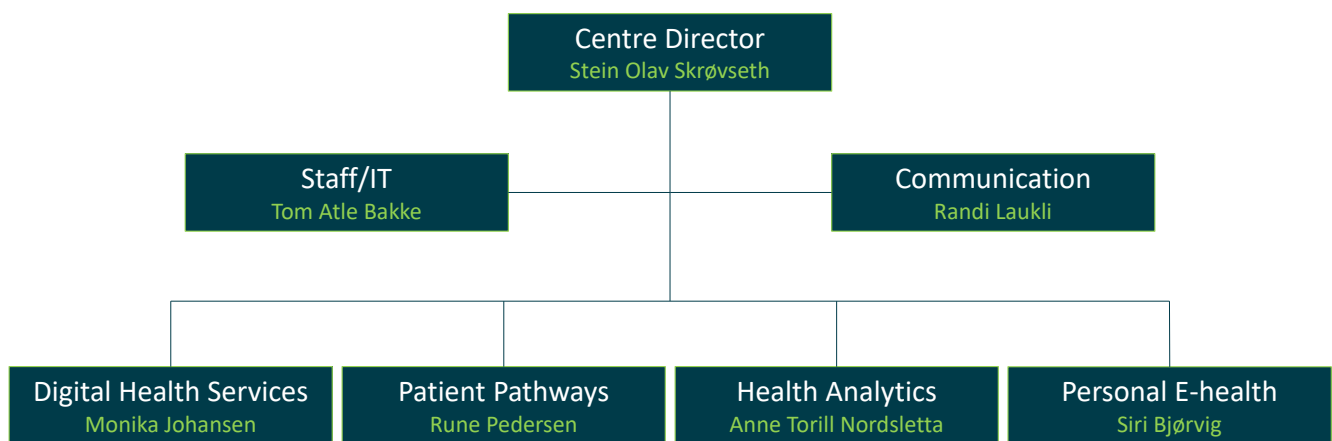 Centre Director
Stein Olav Skrøvseth
Staff/IT
Tom Atle Bakke
Communication
Randi Laukli
Digital Health Services
Monika Johansen
Patient Pathways
Rune Pedersen
Health Analytics
Anne Torill Nordsletta
Personal E-health
Siri Bjørvig